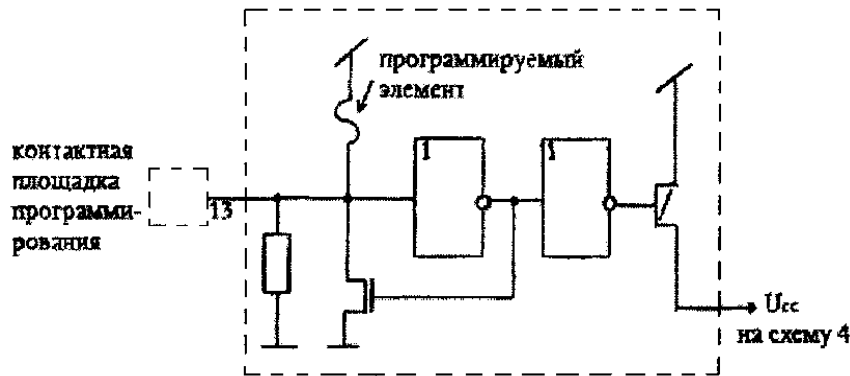 программируемый
элемент
контактная
площадка
программи-
рования
13
1
1
Ucc
на схему 4